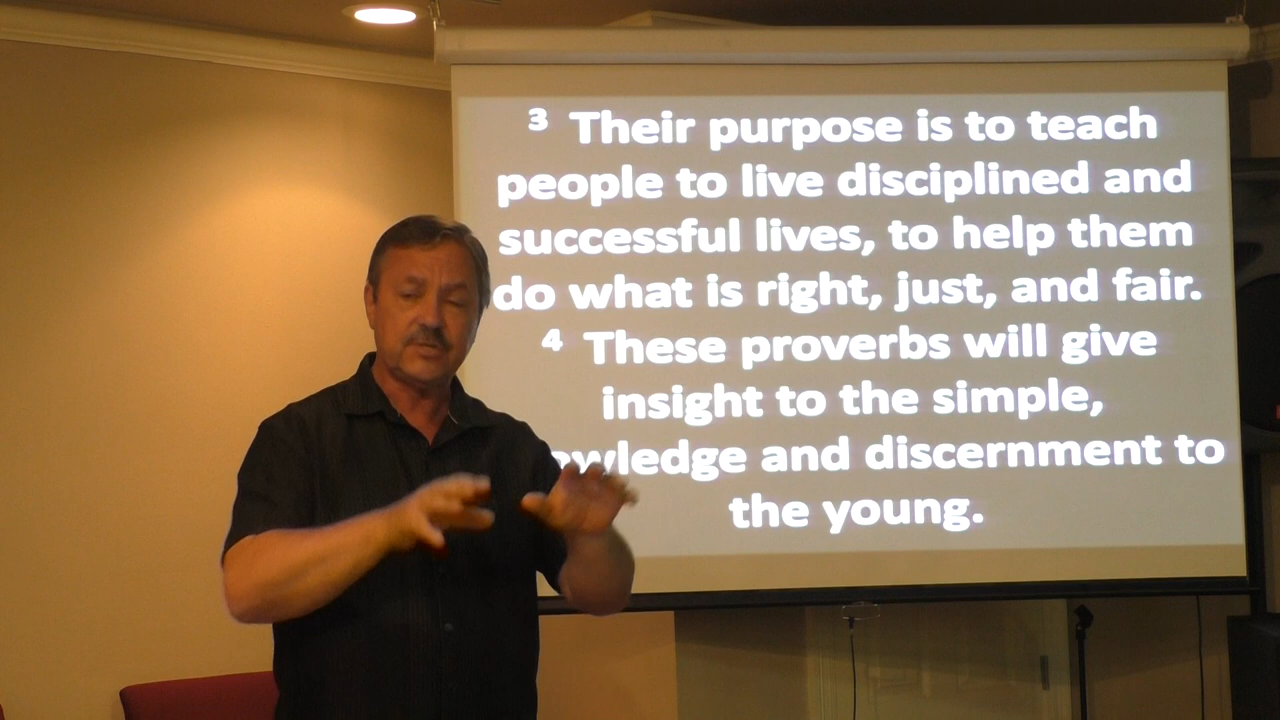 3 Their purpose is to teach
people to live disciplined and
successful lives, to help them
do what is right, just, and fair.
4 These proverbs will give
insight to the simple,
and discernment to
the young.